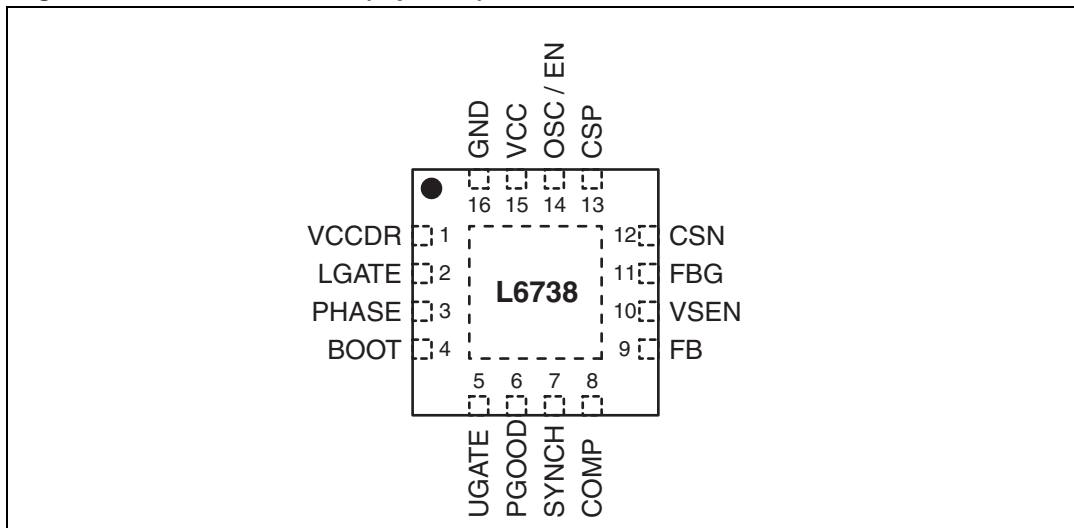 GND
VCC
OSC / EN
CSP
16 15 14 13
VCCDR 1
LGATE 2
PHASE 3
BOOT 4
L6738
12 CSN
11 FBG
10 VSEN
9 FB
5 6 7 8
UGATE
PGOOD
SYNCH
COMP